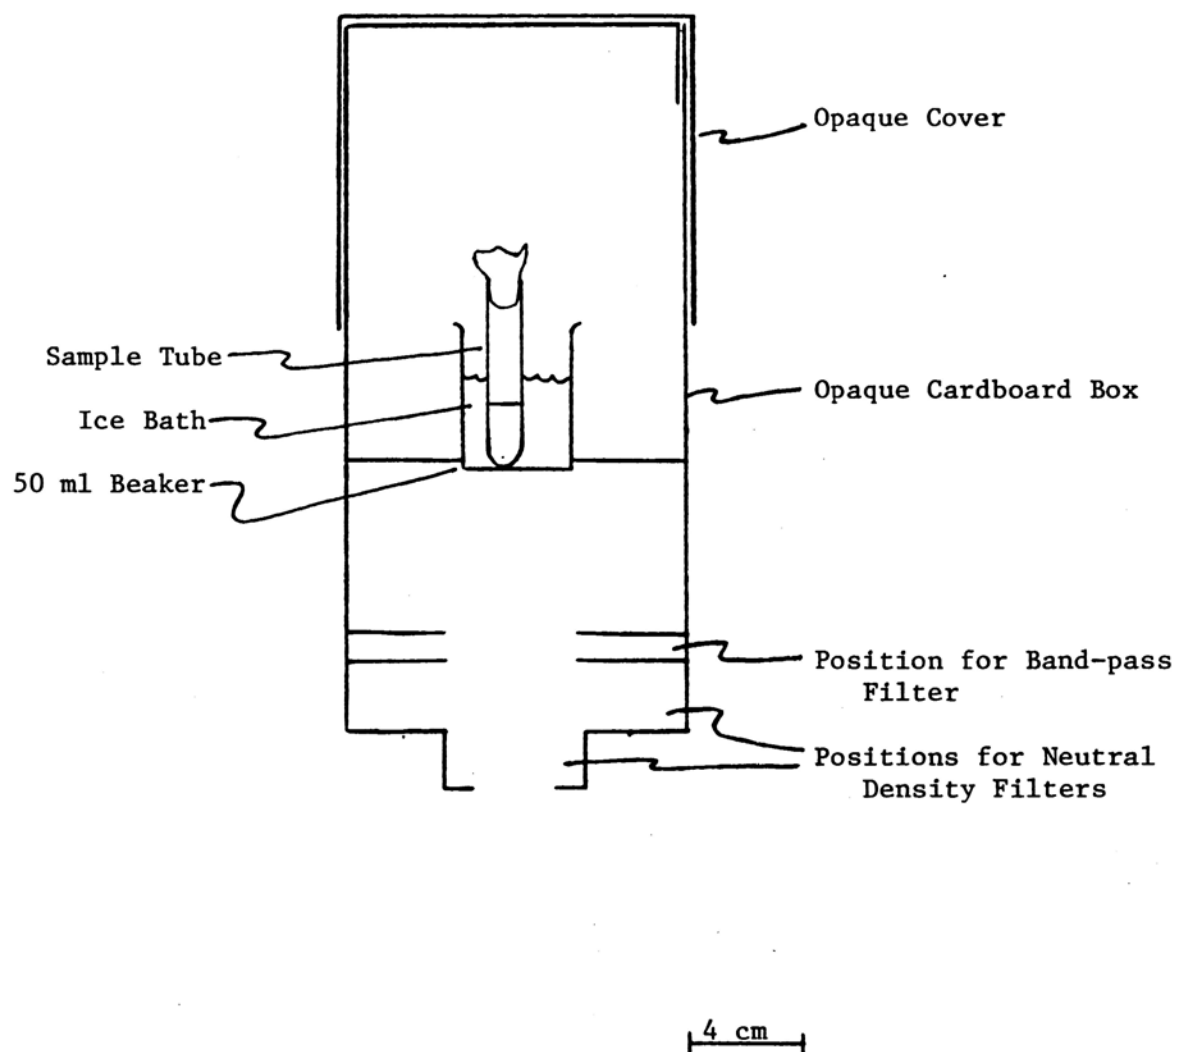 Opaque Cover
Sample Tube
Opaque Cardboard Box
Ice Bath
50 ml Beaker
Position for Band-pass
Filter
Positions for Neutral
Density Filters
4 cm